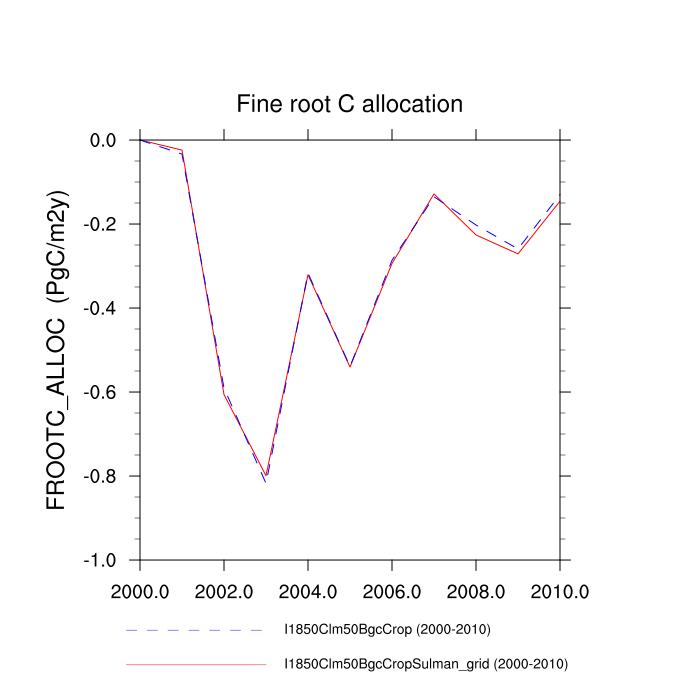 Fine root C allocation
FROOTC_ALLOC (PgC/m2y)
0.0
-0.2
-0.4
-0.6
-0.8
-1.0
2000.0 2002.0 2004.0 2006.0 2008.0 2010.0
I1850Clm50BgcCrop (2000-2010)
I1850Clm50BgcCropSulman_grid (2000-2010)